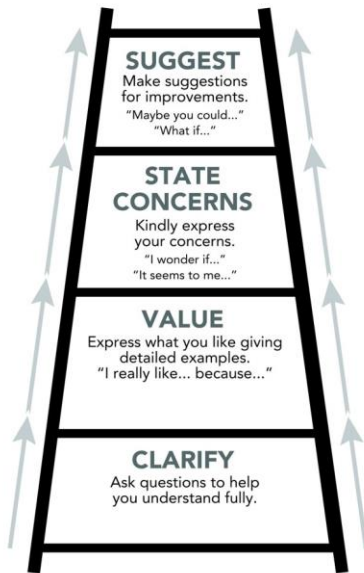 SUGGEST
Make suggestions
for improvements.
“Maybe you could...”
“What if...”
STATE
CONCERNS
Kindly express
your concerns.
“I wonder if...”
“It seems to me...”
VALUE
Express what you like giving
detailed examples.
“I really like... because...”
CLARIFY
Ask questions to help
you understand fully.